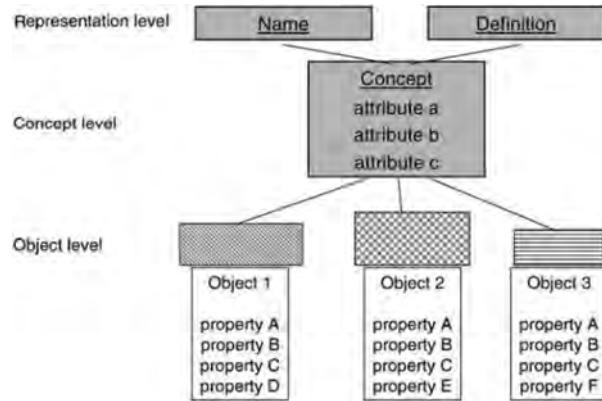 Representation level
Name
Definition
Concept level
Concept
attribute a
attribute b
attribute c
Object level
Object 1
property A
property B
property C
property D
Object 2
property A
property B
property C
property E
Object 3
property A
property B
property C
property F